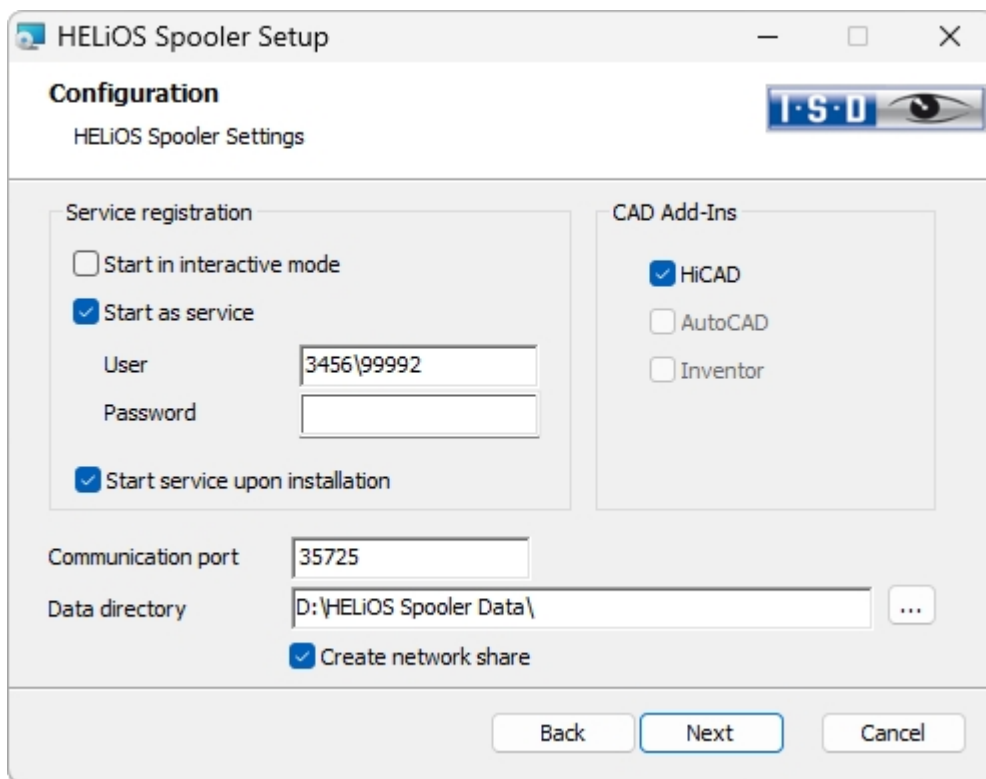 HELiOS Spooler Setup
Configuration
HELiOS Spooler Settings
I·S·D
Service registration
Start in interactive mode
Start as service
User 3456\99992
Password
Start service upon installation
CAD Add-Ins
HiCAD
AutoCAD
Inventor
Communication port 35725
Data directory D:\HELiOS Spooler Data\ ...
Create network share
Back Next Cancel